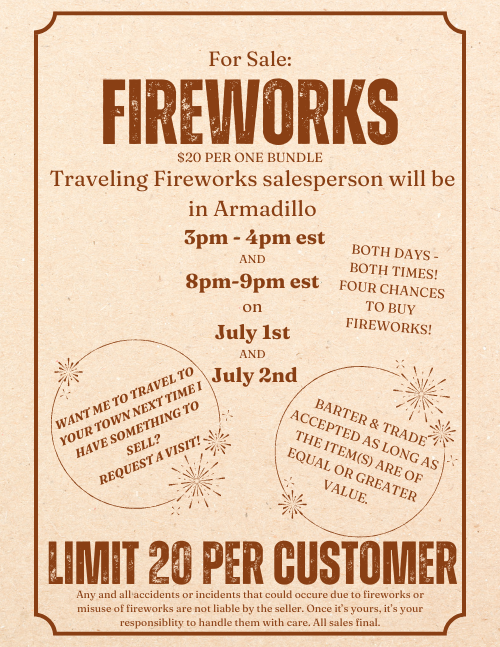 For Sale:
FIREWORKS
$20 PER ONE BUNDLE
Traveling Fireworks salesperson will be
in Armadillo
3pm - 4pm est
AND
8pm-9pm est
on
July 1st
AND
July 2nd
BOTH DAYS -
BOTH TIMES!
FOUR CHANCES
TO BUY
FIREWORKS!
WANT ME TO TRAVEL TO
YOUR TOWN NEXT TIME I
HAVE SOMETHING TO
SELL?
REQUEST A VISIT!
BARTER & TRADE
ACCEPTED AS LONG AS
THE ITEM(S) ARE OF
EQUAL OR GREATER
VALUE.
LIMIT 20 PER CUSTOMER
Any and all accidents or incidents that could occure due to fireworks or
misuse of fireworks are not liable by the seller. Once it's yours, it's your
responsiblity to handle them with care. All sales final.